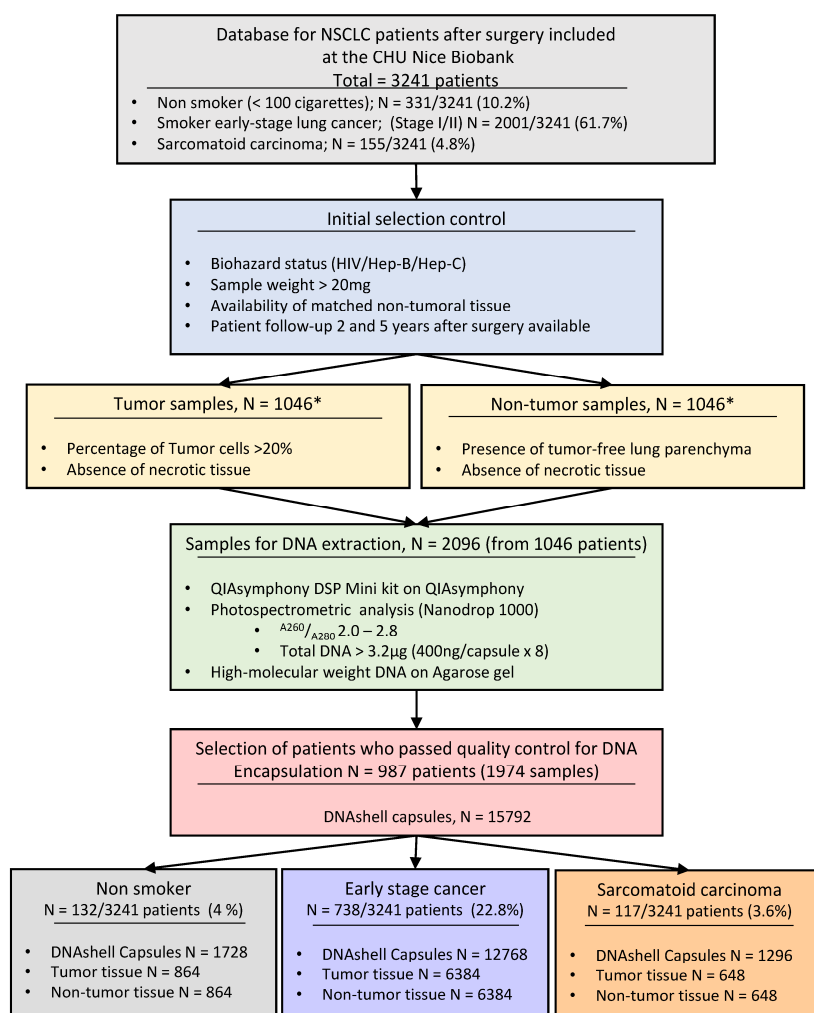 Database for NSCLC patients after surgery included
at the CHU Nice Biobank
Total = 3241 patients
• Non smoker (< 100 cigarettes); N = 331/3241 (10.2%)
• Smoker early-stage lung cancer; (Stage I/II) N = 2001/3241 (61.7%)
• Sarcomatoid carcinoma; N = 155/3241 (4.8%)
Initial selection control
• Biohazard status (HIV/Hep-B/Hep-C)
• Sample weight > 20mg
• Availability of matched non-tumoral tissue
• Patient follow-up 2 and 5 years after surgery available
Tumor samples, N = 1046*
• Percentage of Tumor cells >20%
• Absence of necrotic tissue
Non-tumor samples, N = 1046*
• Presence of tumor-free lung parenchyma
• Absence of necrotic tissue
Samples for DNA extraction, N = 2096 (from 1046 patients)
• QIAsymphony DSP Mini kit on QIAsymphony
• Photospectrometric analysis (Nanodrop 1000)
• A260/A280 2.0 – 2.8
• Total DNA > 3.2µg (400ng/capsule x 8)
• High-molecular weight DNA on Agarose gel
Selection of patients who passed quality control for DNA
Encapsulation N = 987 patients (1974 samples)
DNAshell capsules, N = 15792
Non smoker
N = 132/3241 patients (4 %)
• DNAshell Capsules N = 1728
• Tumor tissue N = 864
• Non-tumor tissue N = 864
Early stage cancer
N = 738/3241 patients (22.8%)
• DNAshell Capsules N = 12768
• Tumor tissue N = 6384
• Non-tumor tissue N = 6384
Sarcomatoid carcinoma
N = 117/3241 patients (3.6%)
• DNAshell Capsules N = 1296
• Tumor tissue N = 648
• Non-tumor tissue N = 648